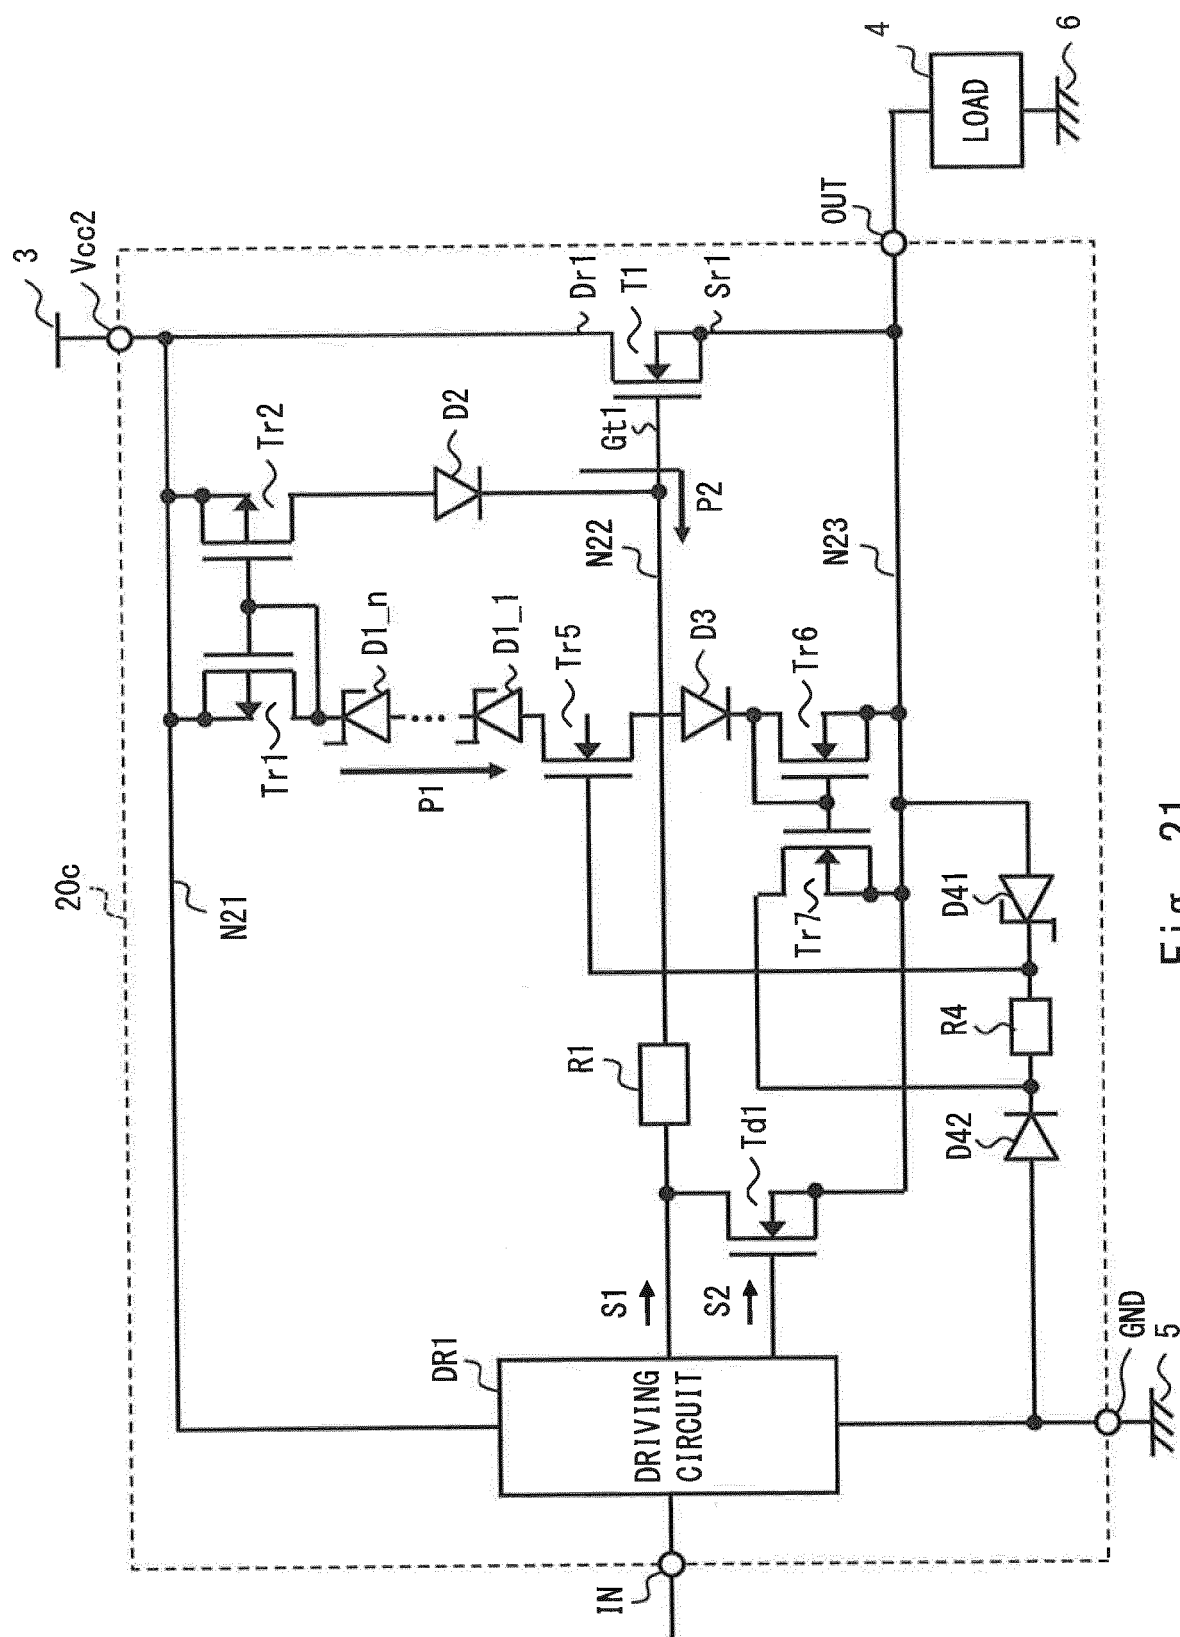 20c
3
Vcc2
N21
Tr1
Tr2
D1_n
D1_1
P1
D2
Dr1
T1
Gt1
Sr1
Tr5
N22
P2
D3
Tr6
Tr7
N23
OUT
4
LOAD
6
R1
Td1
S1
S2
DR1
DRIVING
CIRCUIT
IN
D41
R4
D42
GND
5
Fig. 21